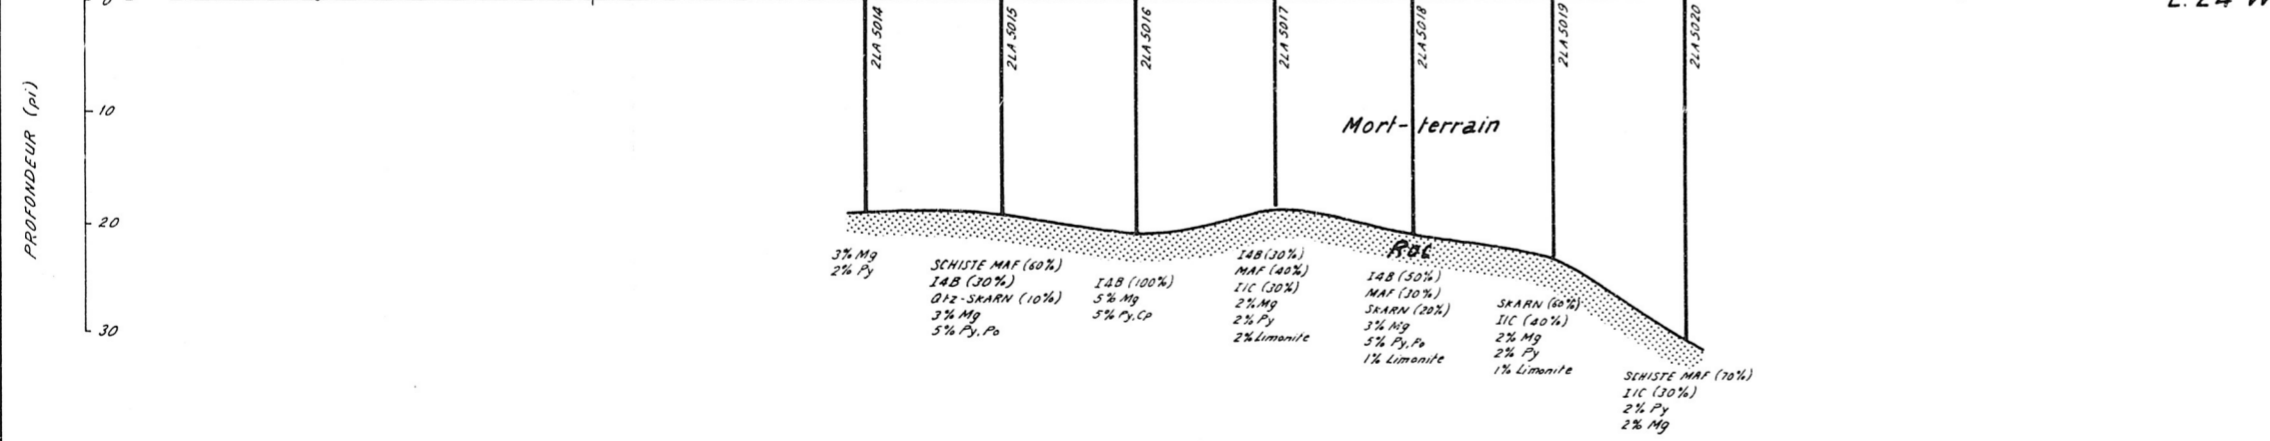 0
PROFONDEUR (pi)
10
20
30
2LA 5014
2LA 5015
2LA 5016
2LA 5017
2LA 5018
2LA 5019
2LA 5020
Mort-terrain
Roc
3% Mg
2% Py
SCHISTE MAF (60%)
I4B (30%)
Qtz-SKARN (10%)
3% Mg
5% Py, Po
I4B (100%)
5% Mg
5% Py, Cp
I4B (30%)
MAF (40%)
I1C (30%)
2% Mg
2% Py
2% Limonite
I4B (50%)
MAF (30%)
SKARN (20%)
3% Mg
5% Py, Po
1% Limonite
SKARN (60%)
I1C (40%)
2% Mg
2% Py
1% Limonite
SCHISTE MAF (70%)
I1C (30%)
2% Py
2% Mg